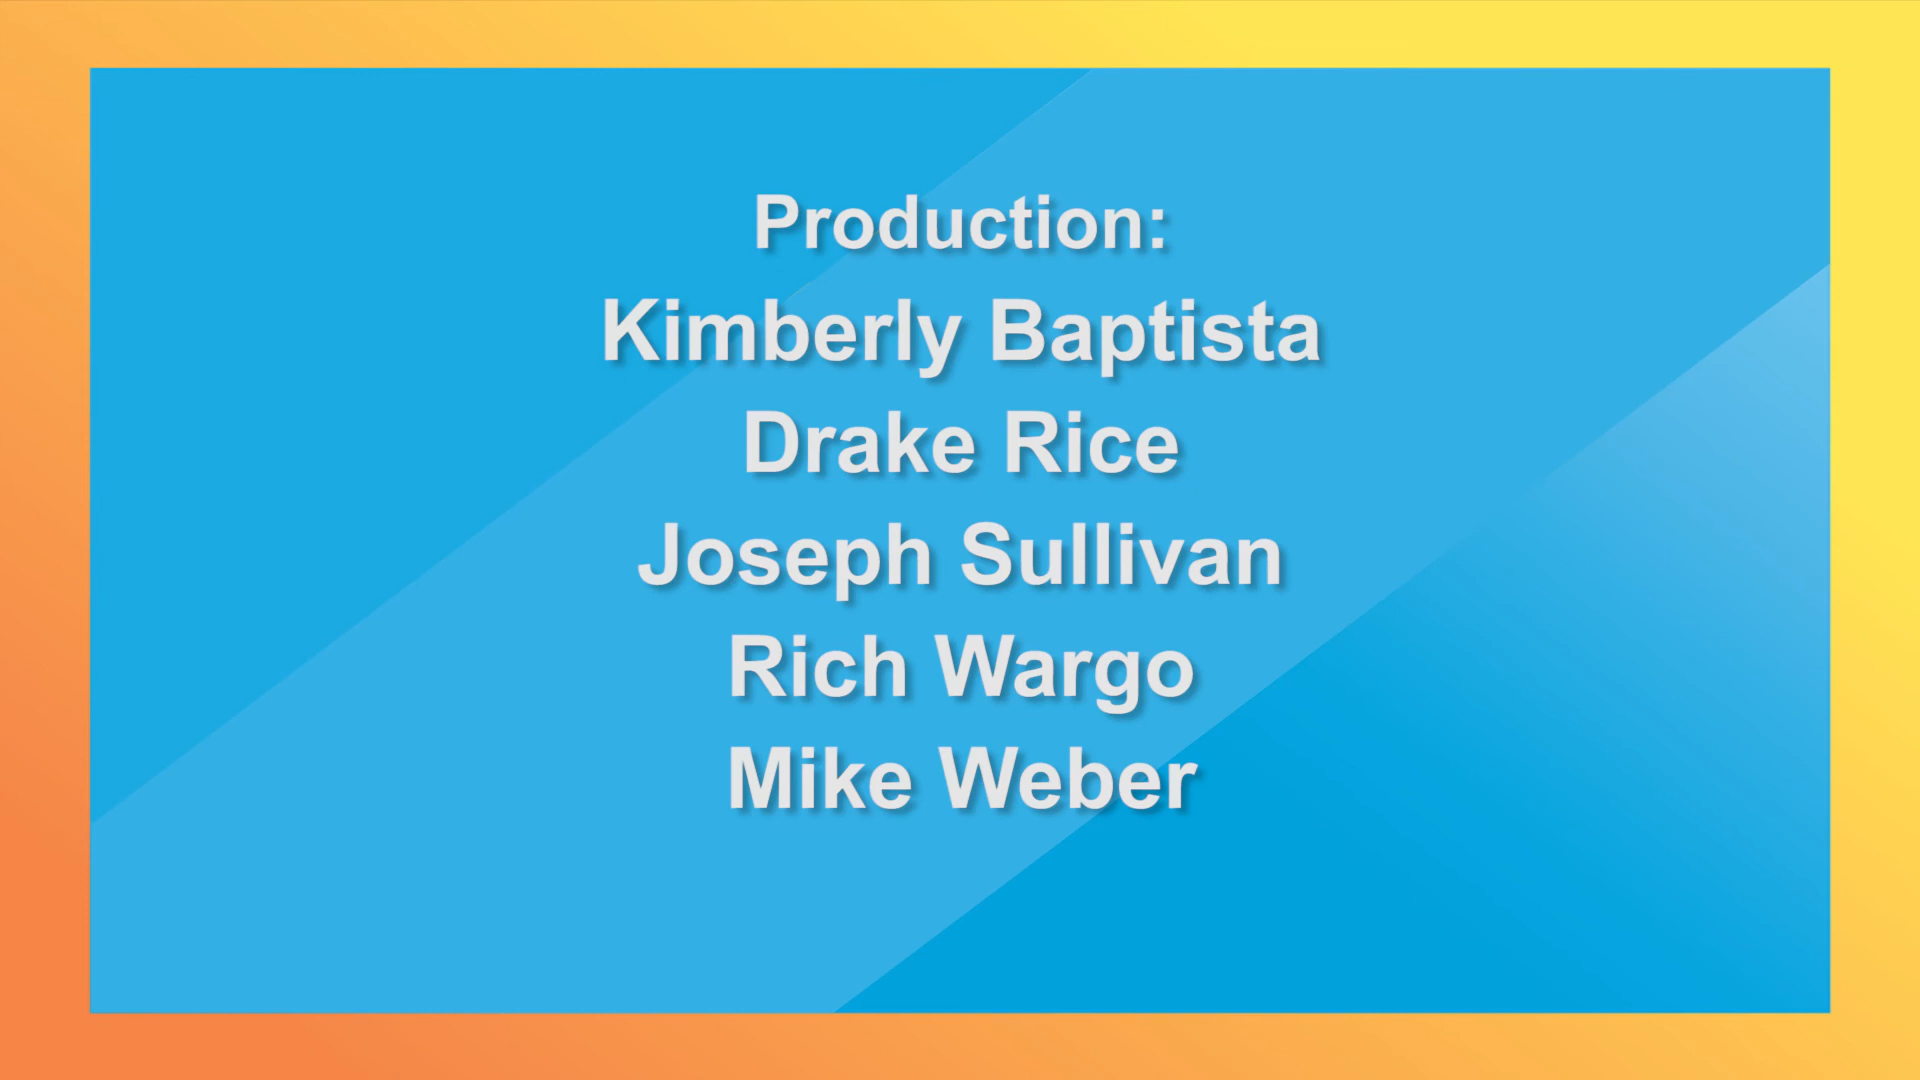 Production:
Kimberly Baptista
Drake Rice
Joseph Sullivan
Rich Wargo
Mike Weber